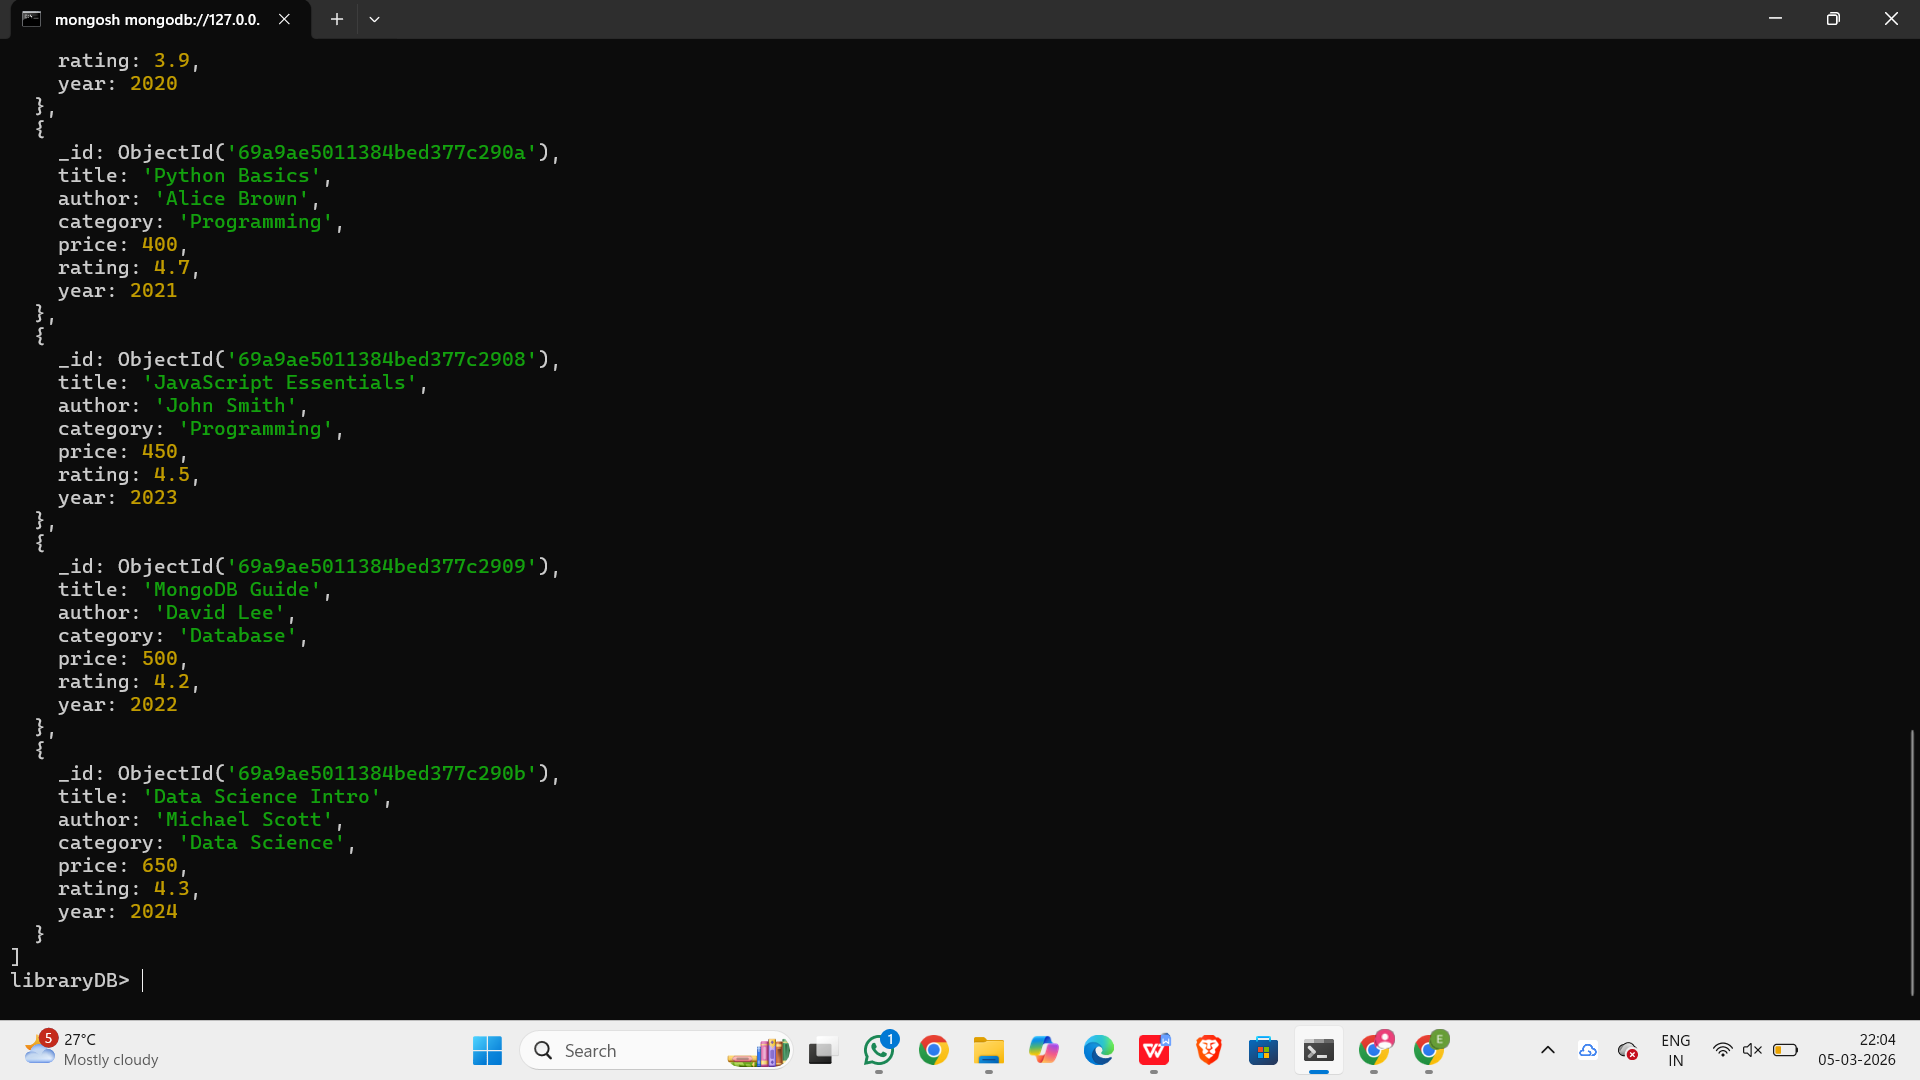 mongosh mongodb://127.0.0.
rating: 3.9,
year: 2020
},
{
_id: ObjectId('69a9ae5011384bed377c290a'),
title: 'Python Basics',
author: 'Alice Brown',
category: 'Programming',
price: 400,
rating: 4.7,
year: 2021
},
{
_id: ObjectId('69a9ae5011384bed377c2908'),
title: 'JavaScript Essentials',
author: 'John Smith',
category: 'Programming',
price: 450,
rating: 4.5,
year: 2023
},
{
_id: ObjectId('69a9ae5011384bed377c2909'),
title: 'MongoDB Guide',
author: 'David Lee',
category: 'Database',
price: 500,
rating: 4.2,
year: 2022
},
{
_id: ObjectId('69a9ae5011384bed377c290b'),
title: 'Data Science Intro',
author: 'Michael Scott',
category: 'Data Science',
price: 650,
rating: 4.3,
year: 2024
}
]
libraryDB>
5
27°C
Mostly cloudy
Search
1
W
E
ENG
IN
22:04
05-03-2026